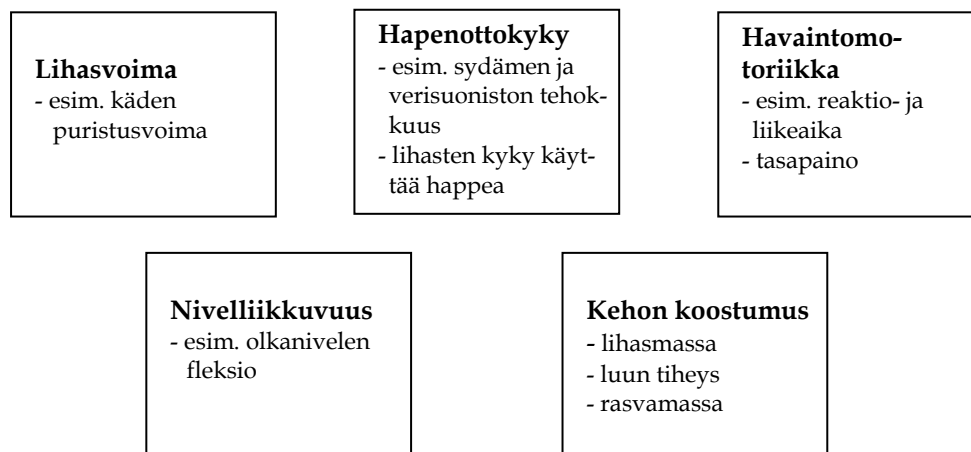 Lihasvoima
- esim. käden
puristusvoima
Hapenottokyky
- esim. sydämen ja
verisuoniston tehok-
kuus
- lihasten kyky käyt-
tää happea
Havaintomo-
toriikka
- esim. reaktio- ja
liikeaika
- tasapaino
Nivelliikkuvuus
- esim. olkanivelen
fleksio
Kehon koostumus
- lihasmassa
- luun tiheys
- rasvamassa